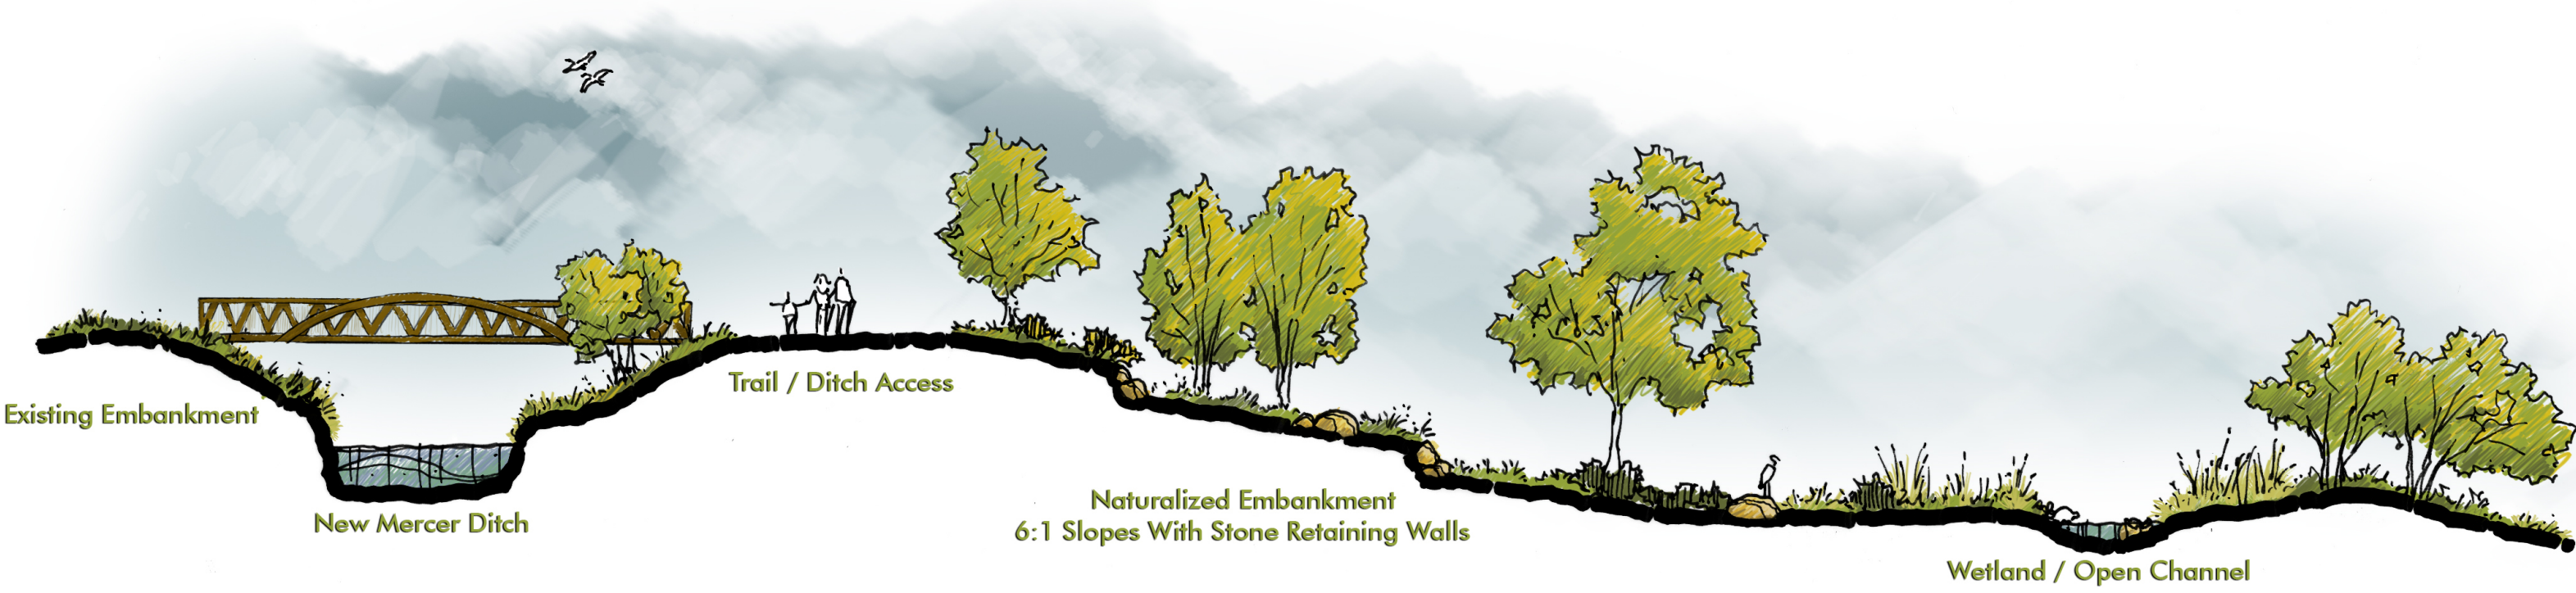 Existing Embankment
New Mercer Ditch
Trail / Ditch Access
Naturalized Embankment
6:1 Slopes With Stone Retaining Walls
Wetland / Open Channel